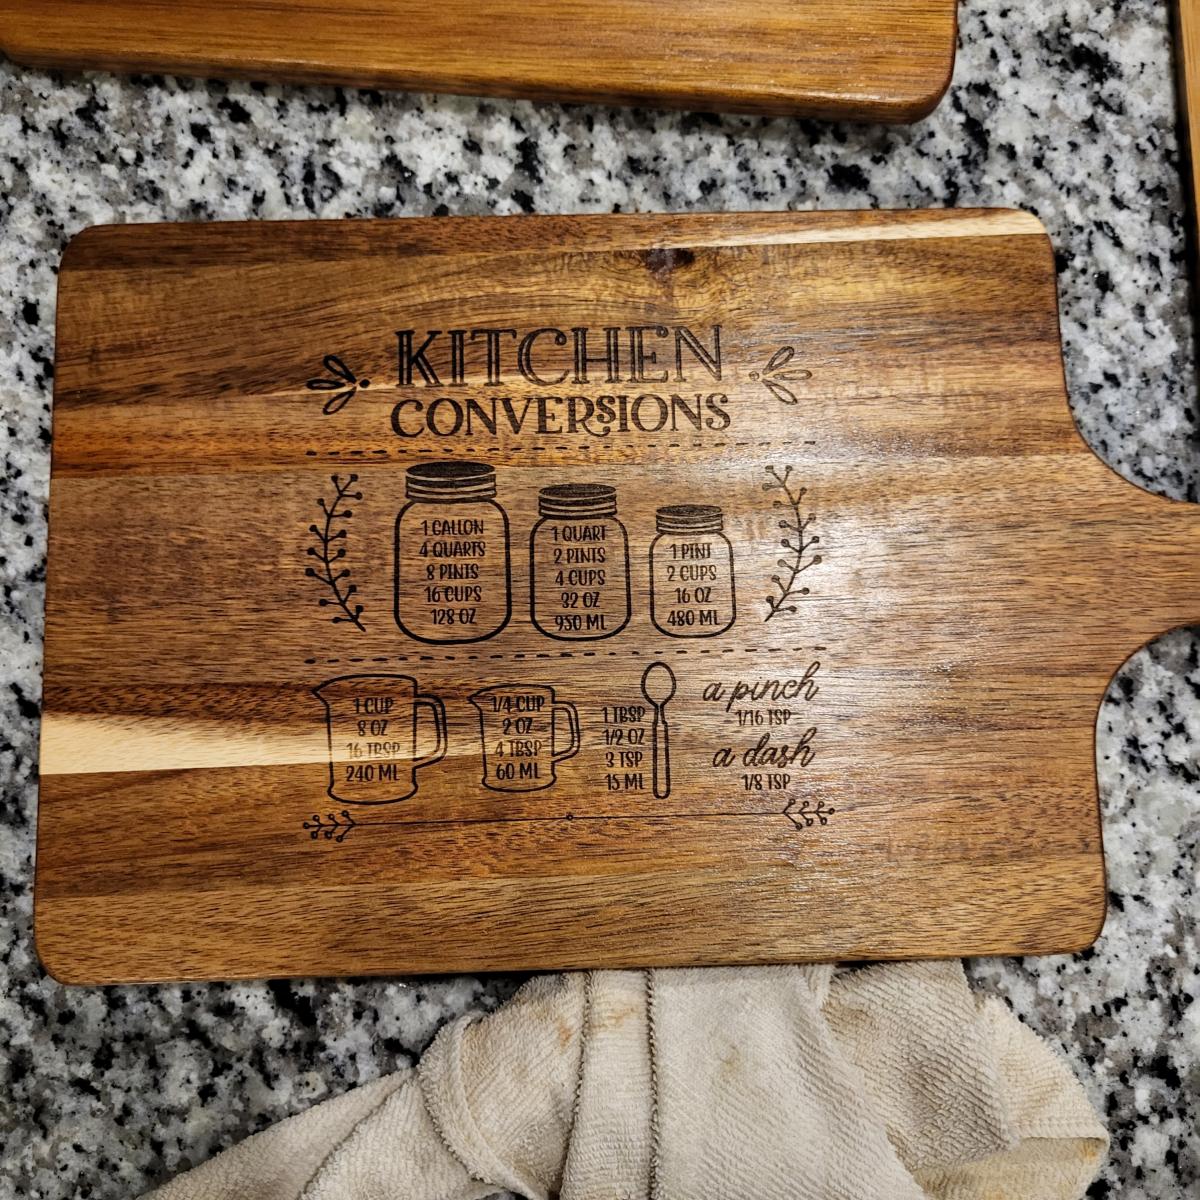 KITCHEN
CONVERSIONS
1 GALLON
4 QUARTS
8 PINTS
16 CUPS
128 OZ
1 QUART
2 PINTS
4 CUPS
32 OZ
950 ML
1 PINT
2 CUPS
16 OZ
480 ML
1 CUP
8 OZ
16 TBSP
240 ML
1/4 CUP
2 OZ
4 TBSP
60 ML
1 TBSP
1/2 OZ
3 TSP
15 ML
a pinch
1/16 TSP
a dash
1/8 TSP